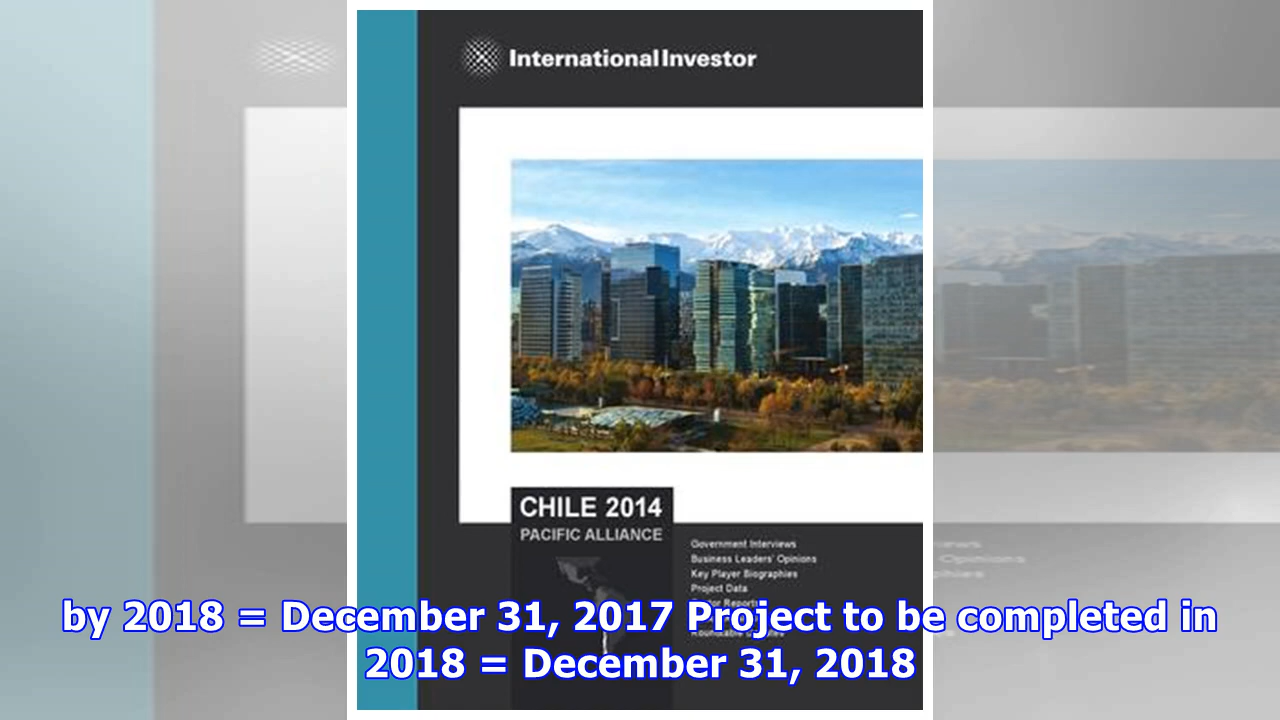 InternationalInvestor
CHILE 2014
PACIFIC ALLIANCE
Government Interviews
Business Leaders' Opinions
Key Player Biographies
Project Data
by 2018 = December 31, 2017 Project to be completed in
2018 = December 31, 2018